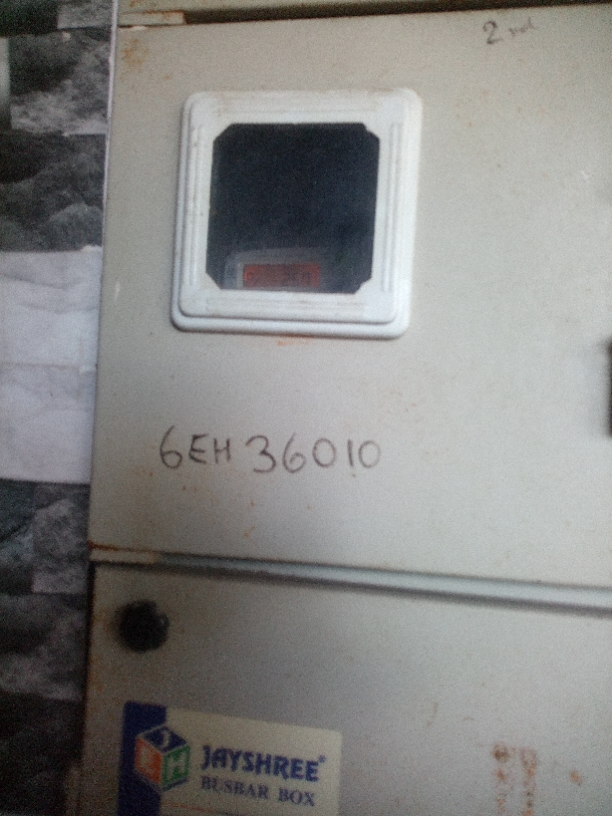 2nd
6EH 36010
JAYSHREE®
BUSBAR BOX